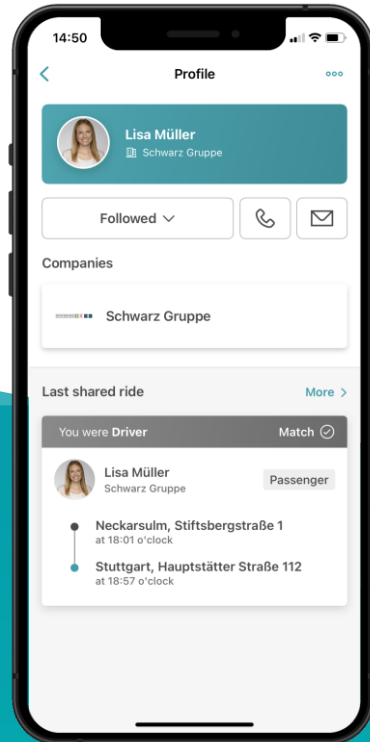 14:50
Profile
Lisa Müller
Schwarz Gruppe
Followed
Companies
Schwarz Gruppe
Last shared ride
More
You were Driver
Match
Lisa Müller
Schwarz Gruppe
Passenger
Neckarsulm, Stiftsbergstraße 1
at 18:01 o'clock
Stuttgart, Hauptstätter Straße 112
at 18:57 o'clock